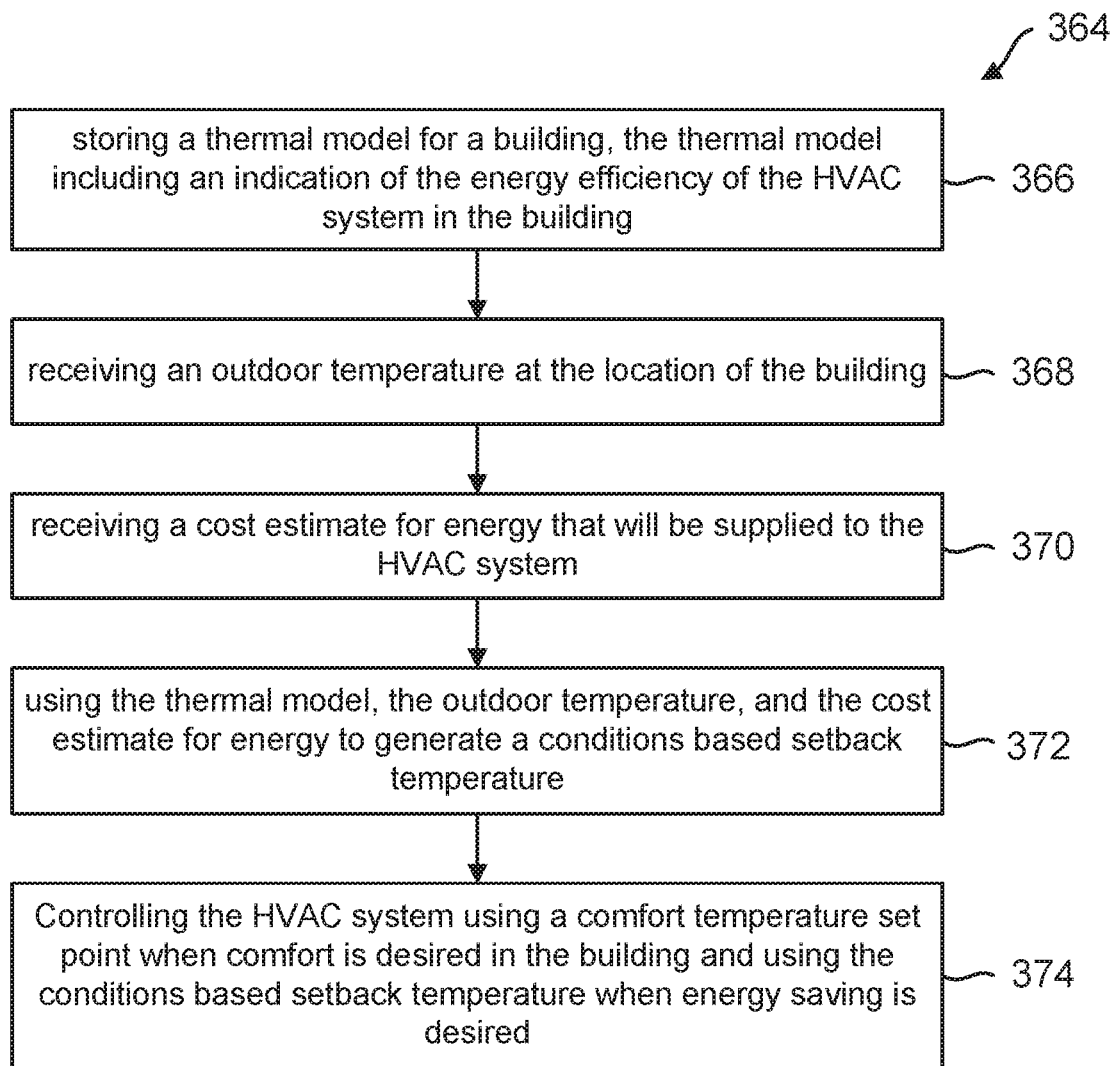 364
storing a thermal model for a building, the thermal model
including an indication of the energy efficiency of the HVAC
system in the building
366
receiving an outdoor temperature at the location of the building
368
receiving a cost estimate for energy that will be supplied to the
HVAC system
370
using the thermal model, the outdoor temperature, and the cost
estimate for energy to generate a conditions based setback
temperature
372
Controlling the HVAC system using a comfort temperature set
point when comfort is desired in the building and using the
conditions based setback temperature when energy saving is
desired
374